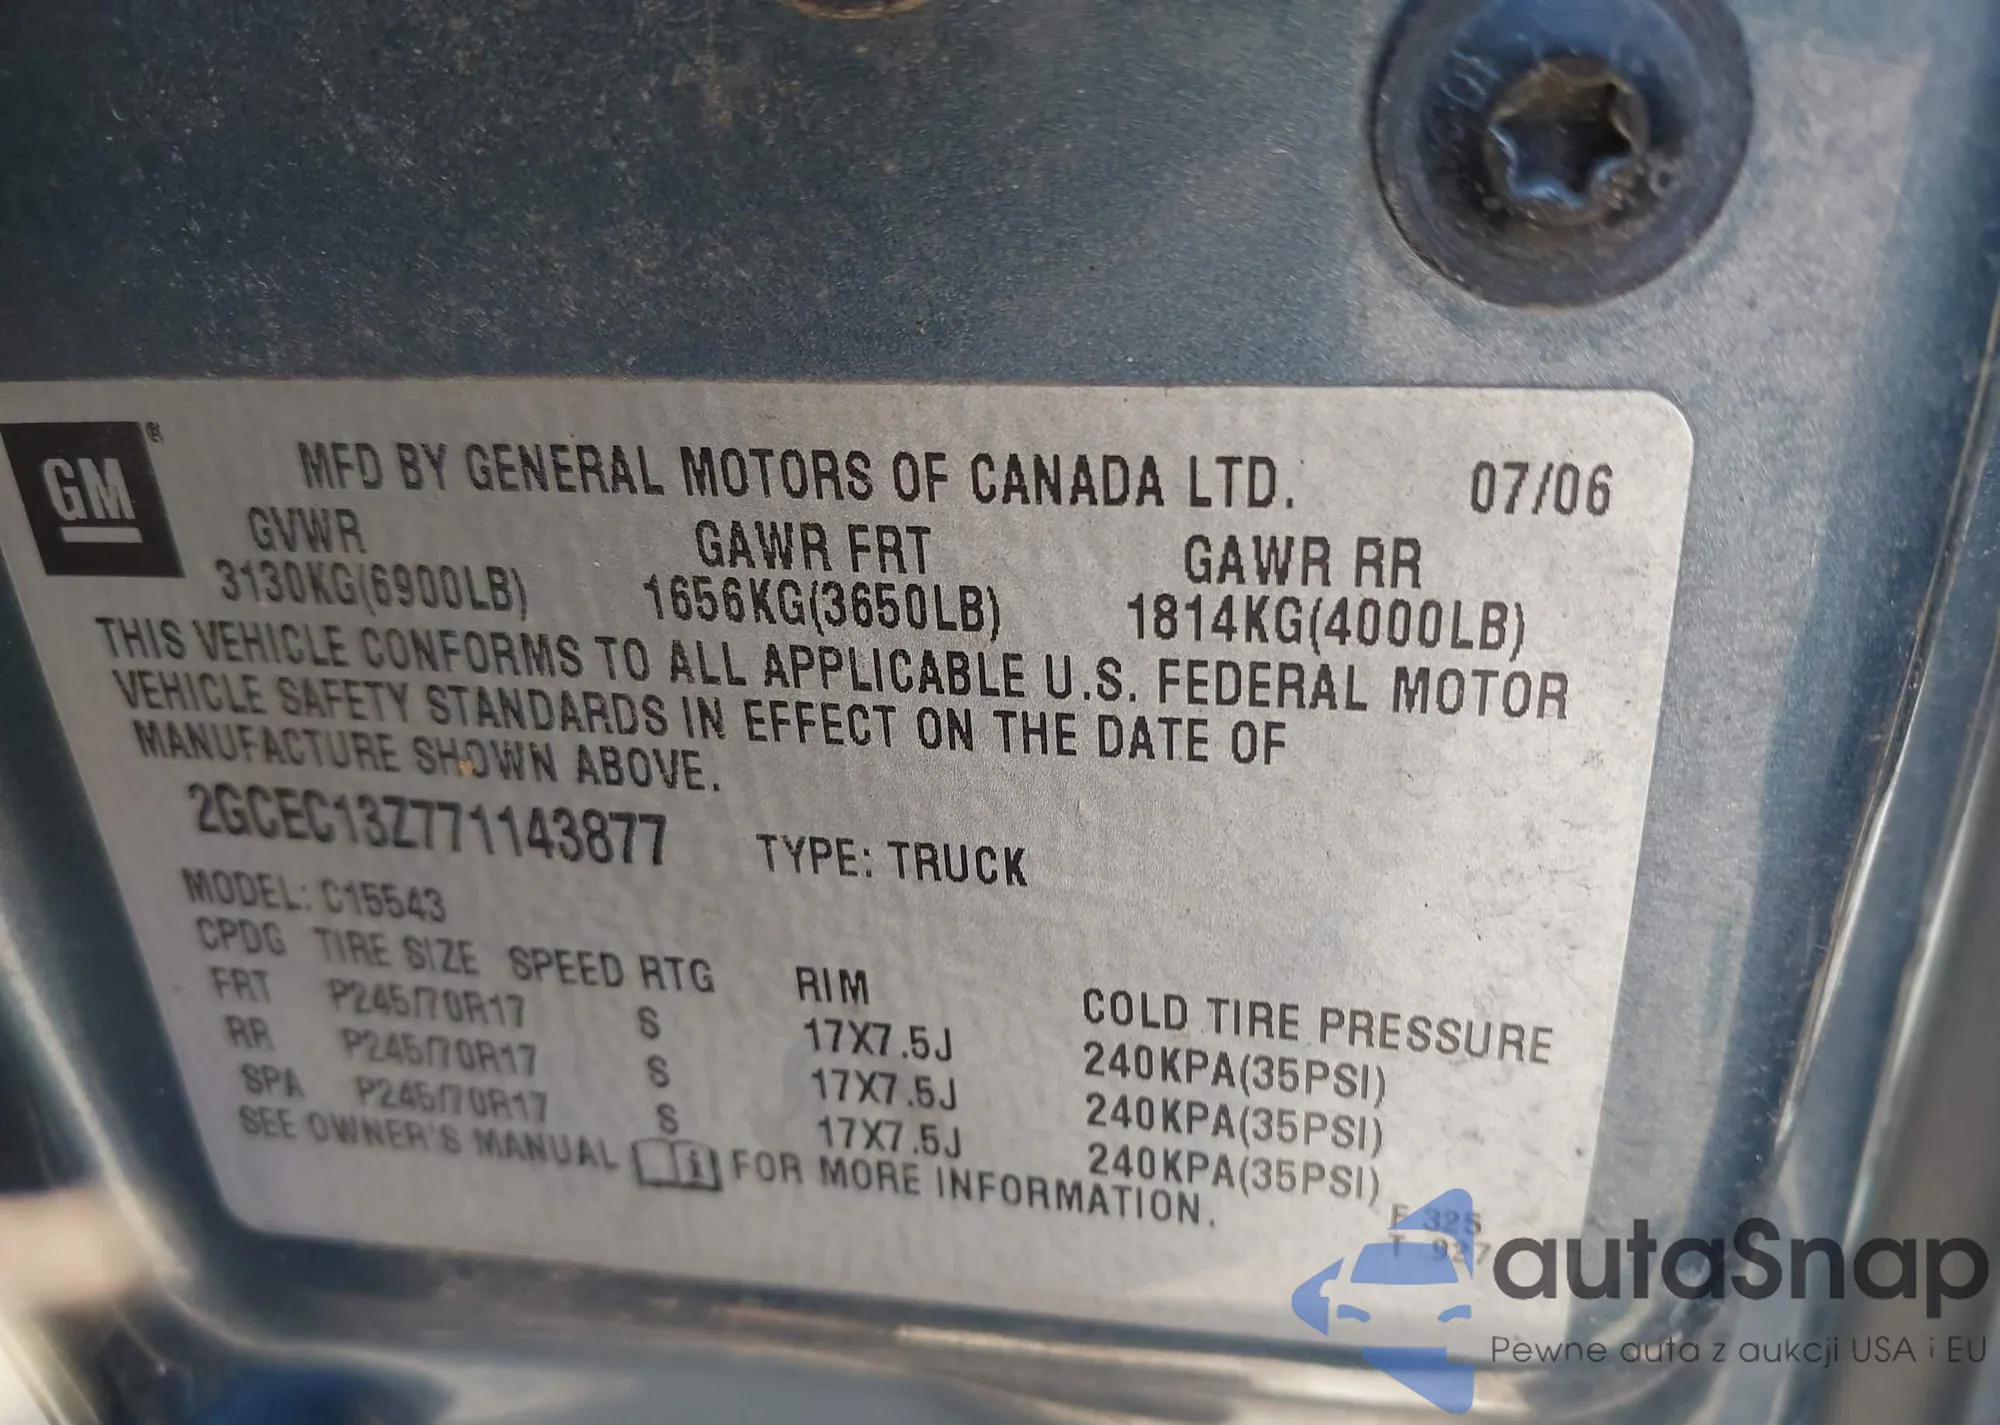 GM
MFD BY GENERAL MOTORS OF CANADA LTD. 07/06
GVWR GAWR FRT GAWR RR
3130KG(6900LB) 1656KG(3650LB) 1814KG(4000LB)
THIS VEHICLE CONFORMS TO ALL APPLICABLE U.S. FEDERAL MOTOR
VEHICLE SAFETY STANDARDS IN EFFECT ON THE DATE OF
MANUFACTURE SHOWN ABOVE.
2GCEC13Z771143877 TYPE: TRUCK
MODEL: C15543
CPDG TIRE SIZE SPEED RTG RIM COLD TIRE PRESSURE
FRT P245/70R17 S 17X7.5J 240KPA(35PSI)
RR P245/70R17 S 17X7.5J 240KPA(35PSI)
SPA P245/70R17 S 17X7.5J 240KPA(35PSI)
SEE OWNER'S MANUAL FOR MORE INFORMATION.
F 325
T 927
autaSnap
Pewne auta z aukcji USA i EU